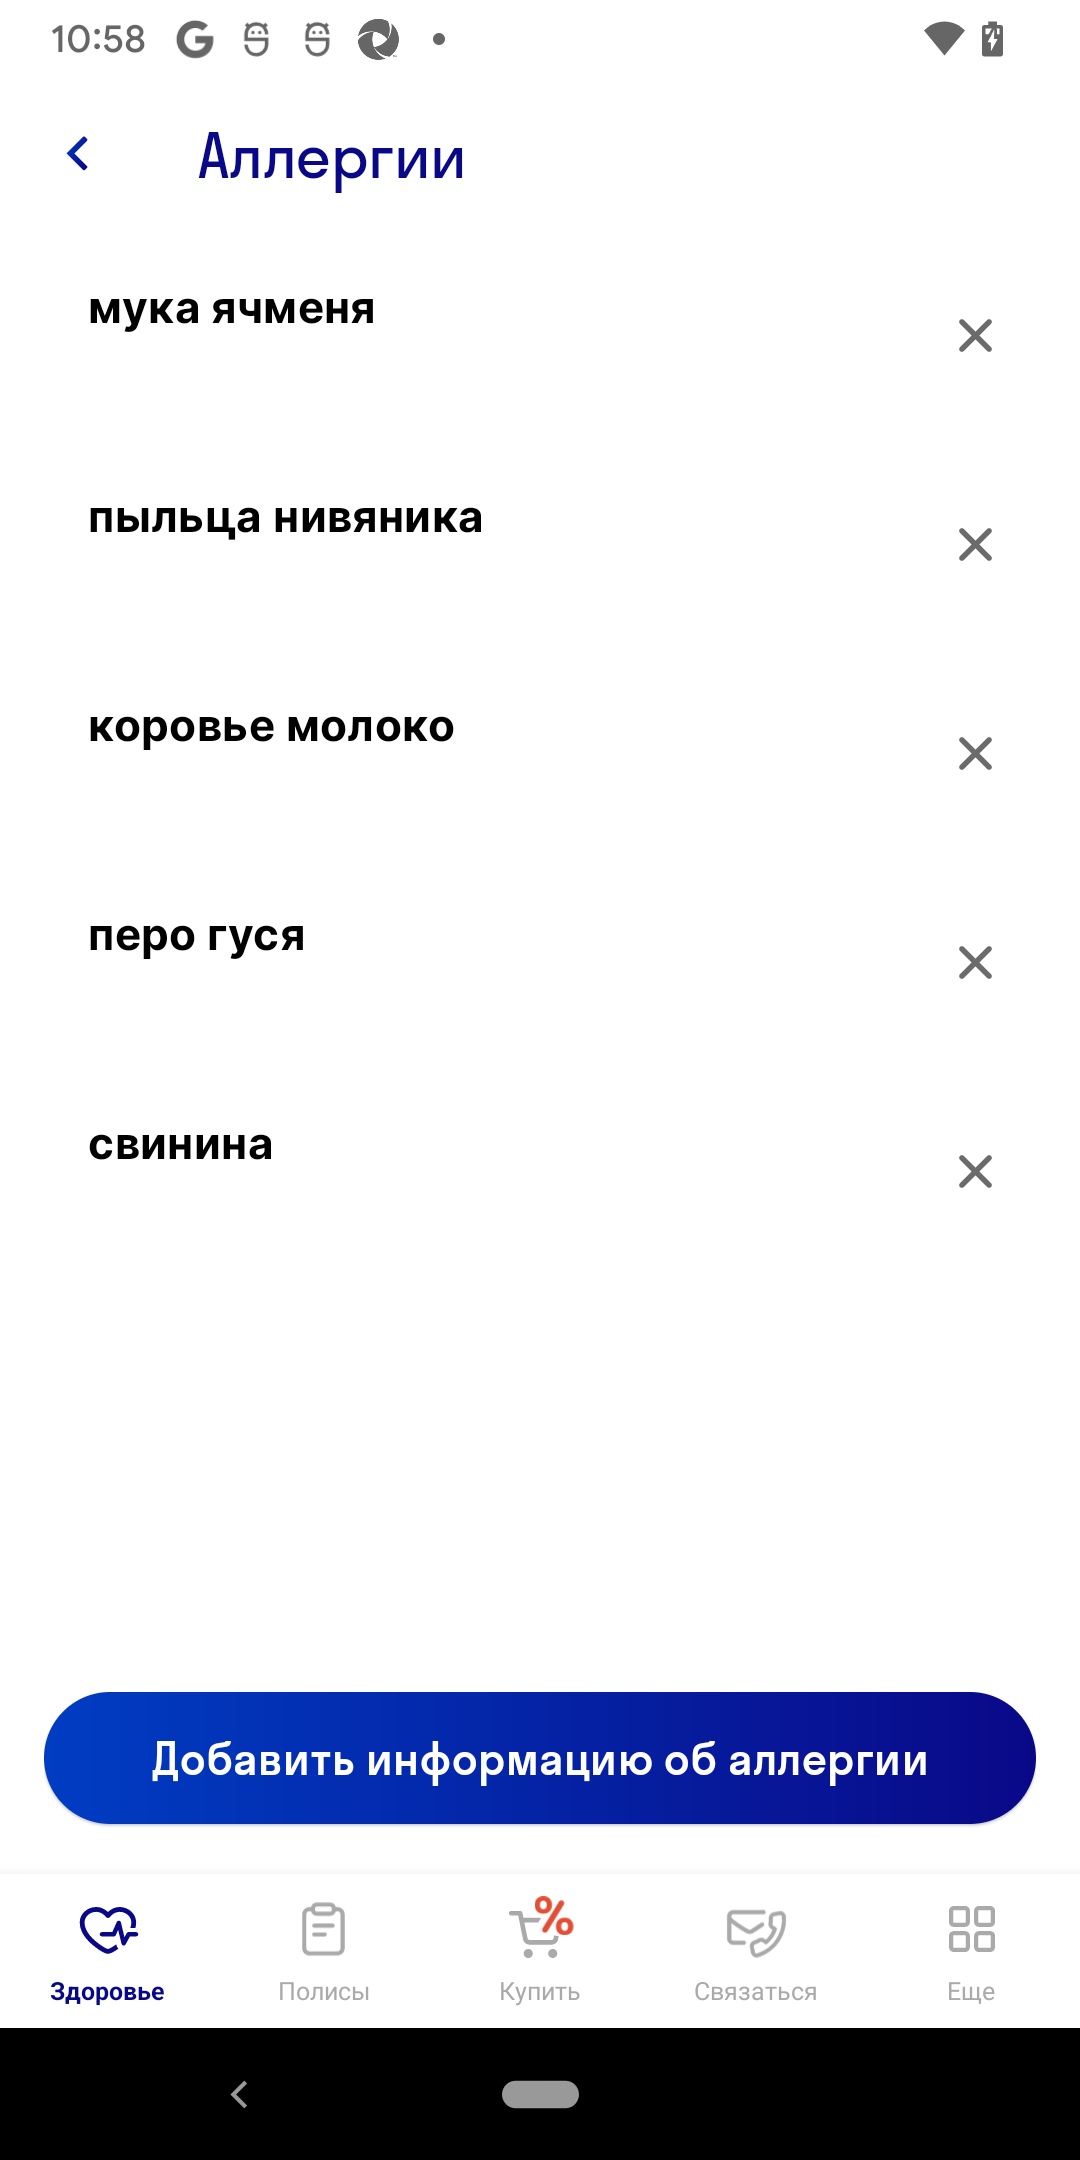 10:58
Аллергии
мука ячменя
пыльца нивяника
коровье молоко
перо гуся
свинина
Добавить информацию об аллергии
Здоровье
Полисы
Купить
Связаться
Еще